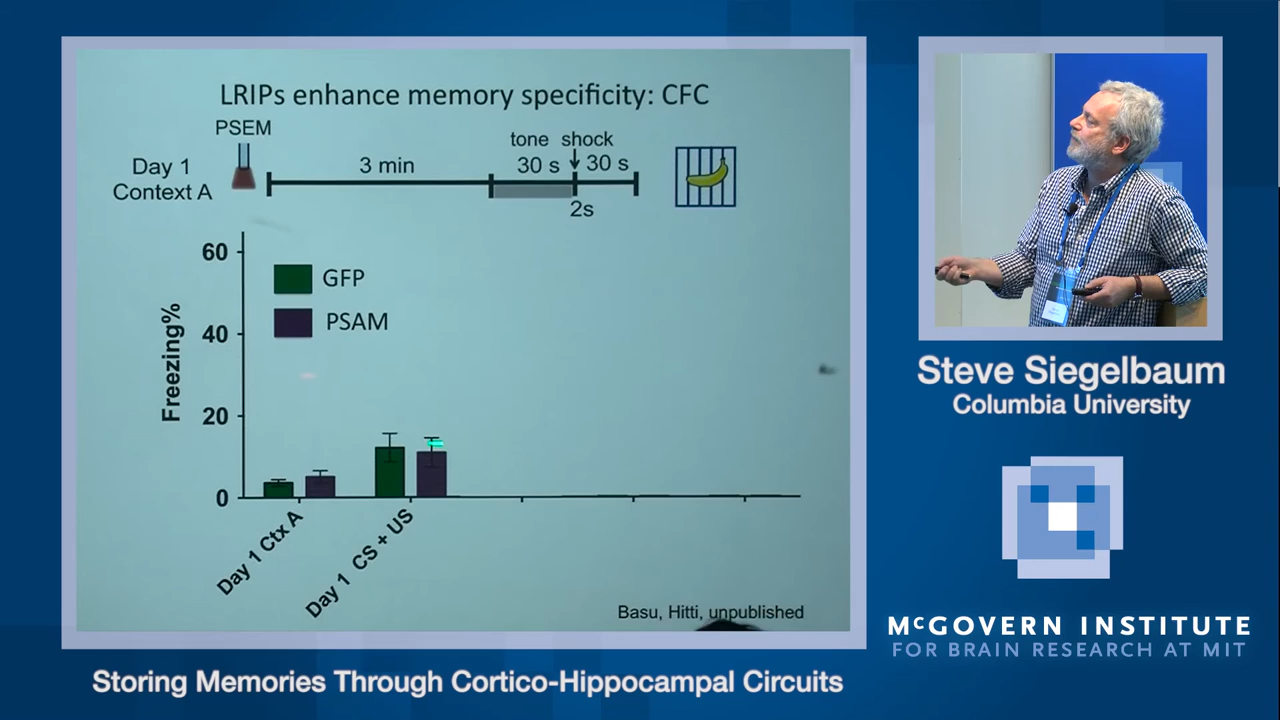 LRIPs enhance memory specificity: CFC
PSEM
tone shock
Day 1
Context A
3 min
30 s
30 s
2s
60
40
20
0
Freezing%
GFP
PSAM
Day 1 Ctx A
Day 1 CS + US
Basu, Hitti, unpublished
Steve Siegelbaum
Columbia University
McGOVERN INSTITUTE
FOR BRAIN RESEARCH AT MIT
Storing Memories Through Cortico-Hippocampal Circuits